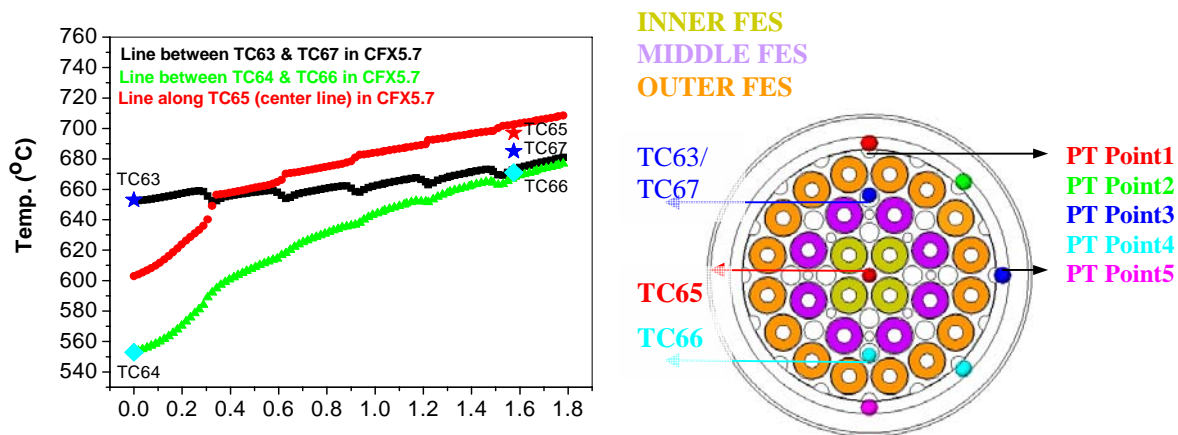 Temp. (°C)
760
740
720
700
680
660
640
620
600
580
560
540
0.0 0.2 0.4 0.6 0.8 1.0 1.2 1.4 1.6 1.8
Line between TC63 & TC67 in CFX5.7
Line between TC64 & TC66 in CFX5.7
Line along TC65 (center line) in CFX5.7
TC63
TC64
TC65
TC67
TC66
INNER FES
MIDDLE FES
OUTER FES
TC63/
TC67
TC65
TC66
PT Point1
PT Point2
PT Point3
PT Point4
PT Point5